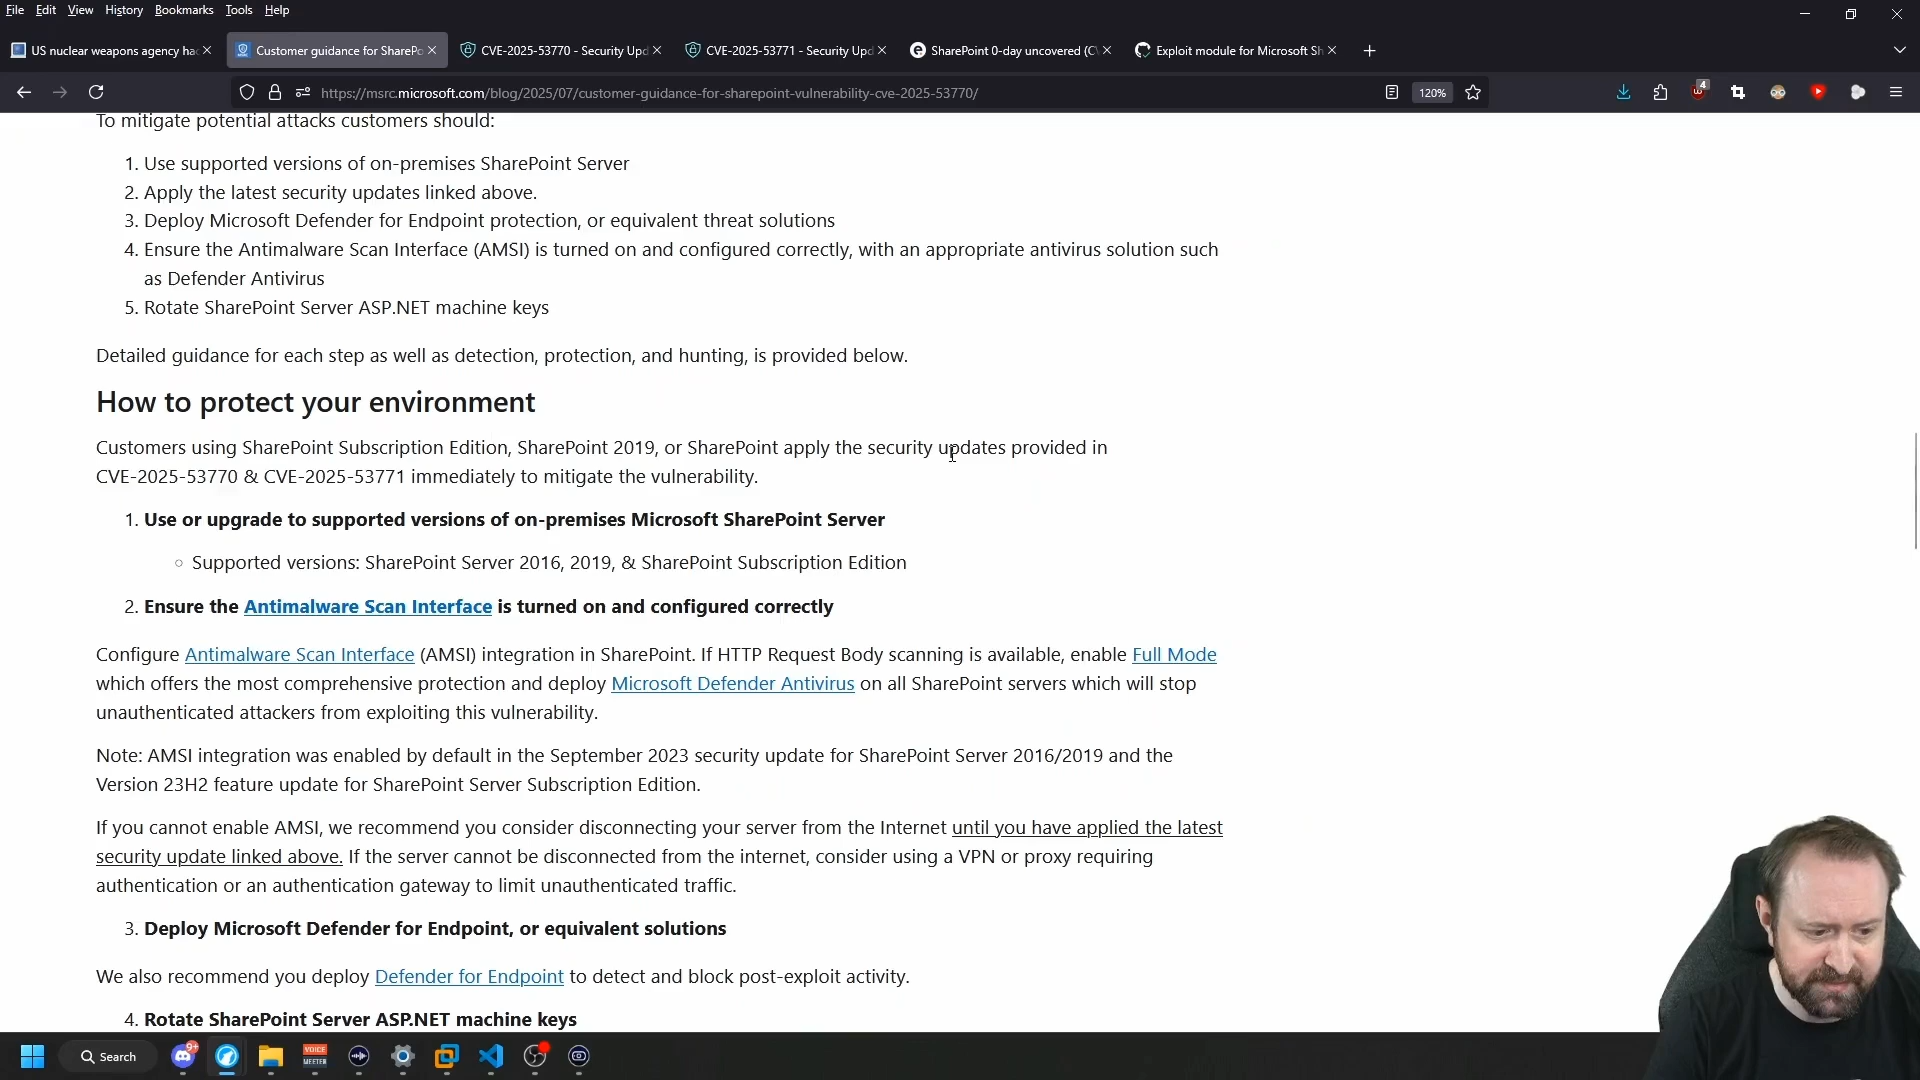 File Edit View History Bookmarks Tools Help
US nuclear weapons agency hac
Customer guidance for SharePo
CVE-2025-53770 - Security Upd
CVE-2025-53771 - Security Upd
SharePoint 0-day uncovered (CV
Exploit module for Microsoft Sh
https://msrc.microsoft.com/blog/2025/07/customer-guidance-for-sharepoint-vulnerability-cve-2025-53770/
120%
4
To mitigate potential attacks customers should:
1. Use supported versions of on-premises SharePoint Server
2. Apply the latest security updates linked above.
3. Deploy Microsoft Defender for Endpoint protection, or equivalent threat solutions
4. Ensure the Antimalware Scan Interface (AMSI) is turned on and configured correctly, with an appropriate antivirus solution such
as Defender Antivirus
5. Rotate SharePoint Server ASP.NET machine keys
Detailed guidance for each step as well as detection, protection, and hunting, is provided below.
How to protect your environment
Customers using SharePoint Subscription Edition, SharePoint 2019, or SharePoint apply the security updates provided in
CVE-2025-53770 & CVE-2025-53771 immediately to mitigate the vulnerability.
1. Use or upgrade to supported versions of on-premises Microsoft SharePoint Server
○ Supported versions: SharePoint Server 2016, 2019, & SharePoint Subscription Edition
2. Ensure the Antimalware Scan Interface is turned on and configured correctly
Configure Antimalware Scan Interface (AMSI) integration in SharePoint. If HTTP Request Body scanning is available, enable Full Mode
which offers the most comprehensive protection and deploy Microsoft Defender Antivirus on all SharePoint servers which will stop
unauthenticated attackers from exploiting this vulnerability.
Note: AMSI integration was enabled by default in the September 2023 security update for SharePoint Server 2016/2019 and the
Version 23H2 feature update for SharePoint Server Subscription Edition.
If you cannot enable AMSI, we recommend you consider disconnecting your server from the Internet until you have applied the latest
security update linked above. If the server cannot be disconnected from the internet, consider using a VPN or proxy requiring
authentication or an authentication gateway to limit unauthenticated traffic.
3. Deploy Microsoft Defender for Endpoint, or equivalent solutions
We also recommend you deploy Defender for Endpoint to detect and block post-exploit activity.
4. Rotate SharePoint Server ASP.NET machine keys
Search
9+
VOICE
MEETER